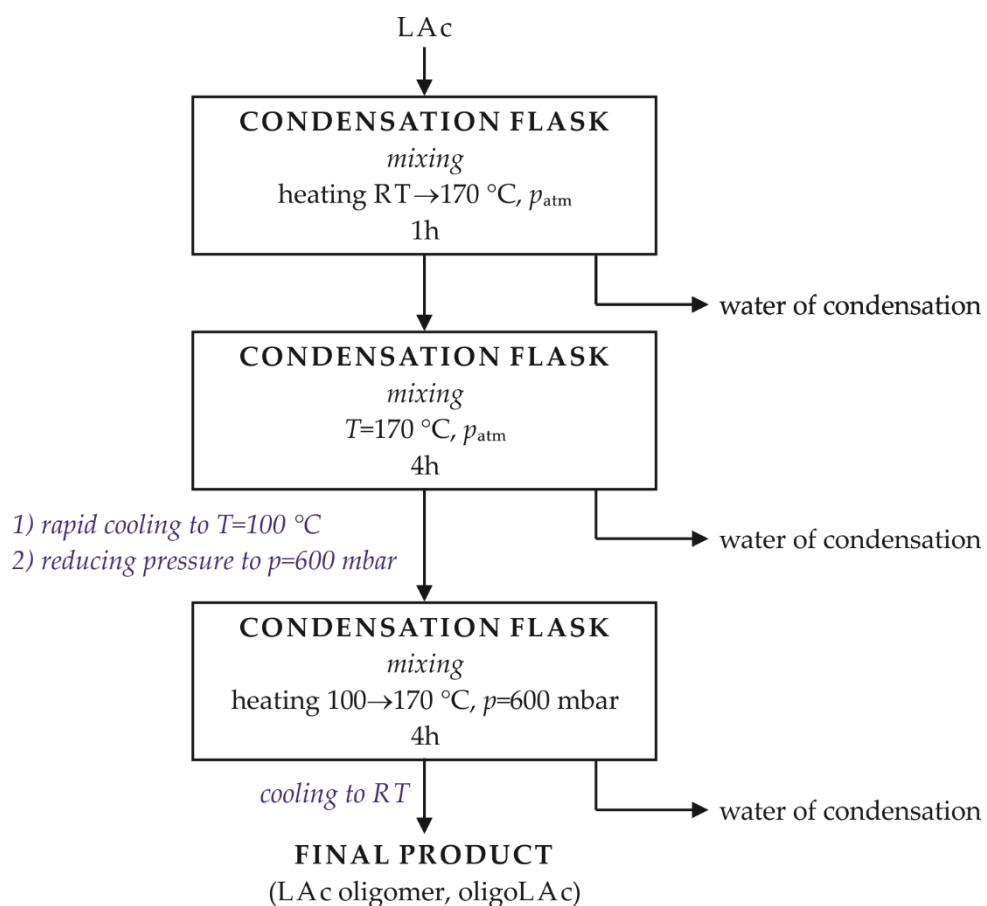 LAc
CONDENSATION FLASK
mixing
heating RT→170 °C, patm
1h
water of condensation
CONDENSATION FLASK
mixing
T=170 °C, patm
4h
1) rapid cooling to T=100 °C
2) reducing pressure to p=600 mbar
water of condensation
CONDENSATION FLASK
mixing
heating 100→170 °C, p=600 mbar
4h
cooling to RT
water of condensation
FINAL PRODUCT
(LAc oligomer, oligoLAc)